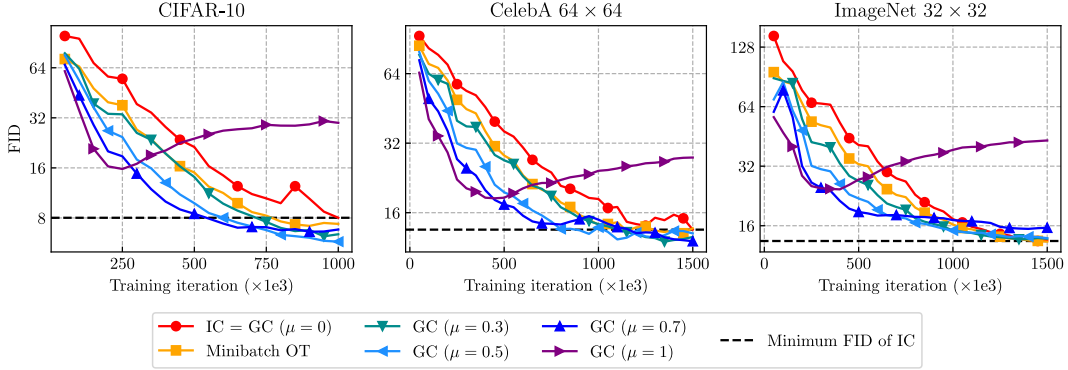 CIFAR-10
CelebA 64 × 64
ImageNet 32 × 32
FID
64
32
16
8
250
500
750
1000
Training iteration (×1e3)
64
32
16
0
500
1000
1500
Training iteration (×1e3)
128
64
32
16
0
500
1000
1500
Training iteration (×1e3)
IC = GC (μ = 0)
Minibatch OT
GC (μ = 0.3)
GC (μ = 0.5)
GC (μ = 0.7)
GC (μ = 1)
Minimum FID of IC